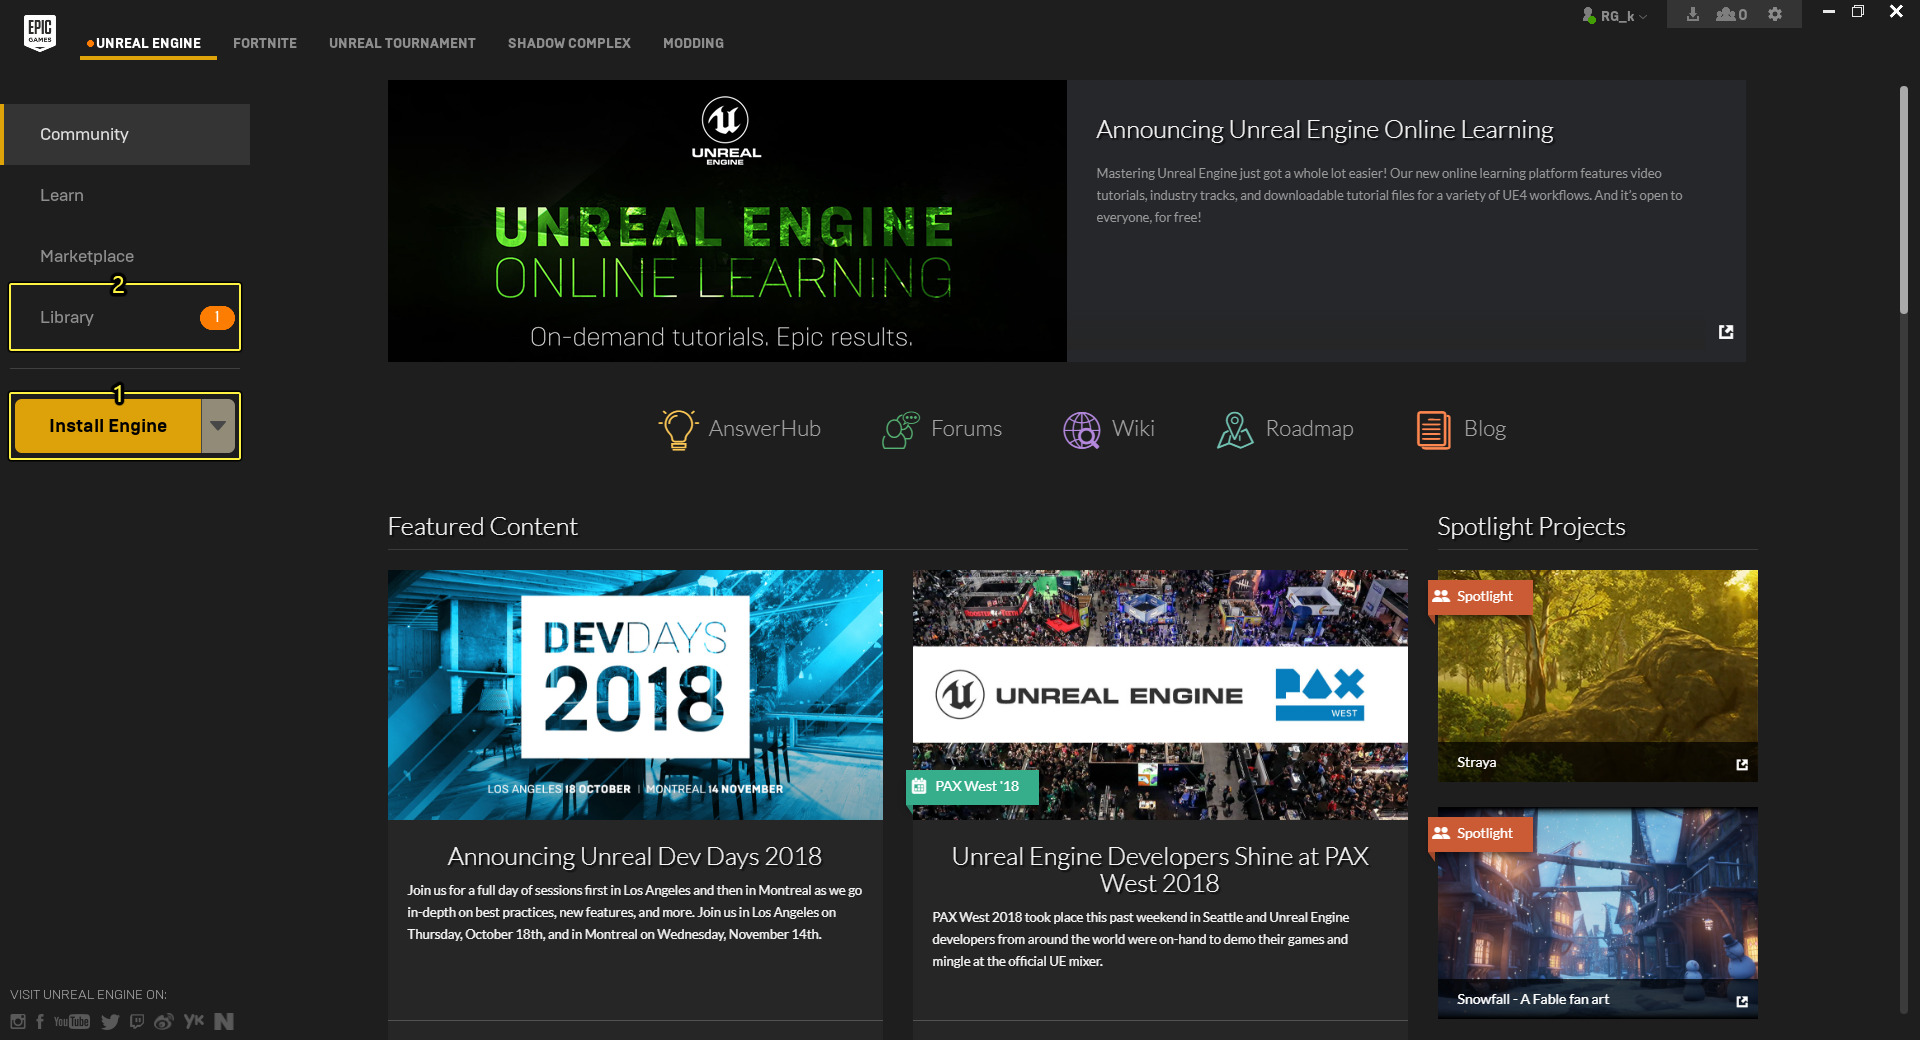 EPIC
GAMES
UNREAL ENGINE
FORTNITE
UNREAL TOURNAMENT
SHADOW COMPLEX
MODDING
RG_k
0
Community
Learn
Marketplace
2
Library
1
1
Install Engine
VISIT UNREAL ENGINE ON:
YouTube
UNREAL
ENGINE
UNREAL ENGINE
ONLINE LEARNING
On-demand tutorials. Epic results.
Announcing Unreal Engine Online Learning
Mastering Unreal Engine just got a whole lot easier! Our new online learning platform features video
tutorials, industry tracks, and downloadable tutorial files for a variety of UE4 workflows. And it's open to
everyone, for free!
AnswerHub
Forums
Wiki
Roadmap
Blog
Featured Content
DEVDAYS
2018
LOS ANGELES 18 OCTOBER | MONTREAL 14 NOVEMBER
Announcing Unreal Dev Days 2018
Join us for a full day of sessions first in Los Angeles and then in Montreal as we go
in-depth on best practices, new features, and more. Join us in Los Angeles on
Thursday, October 18th, and in Montreal on Wednesday, November 14th.
UNREAL ENGINE
PAX
WEST
PAX West '18
Unreal Engine Developers Shine at PAX
West 2018
PAX West 2018 took place this past weekend in Seattle and Unreal Engine
developers from around the world were on-hand to demo their games and
mingle at the official UE mixer.
Spotlight Projects
Spotlight
Straya
Spotlight
Snowfall - A Fable fan art